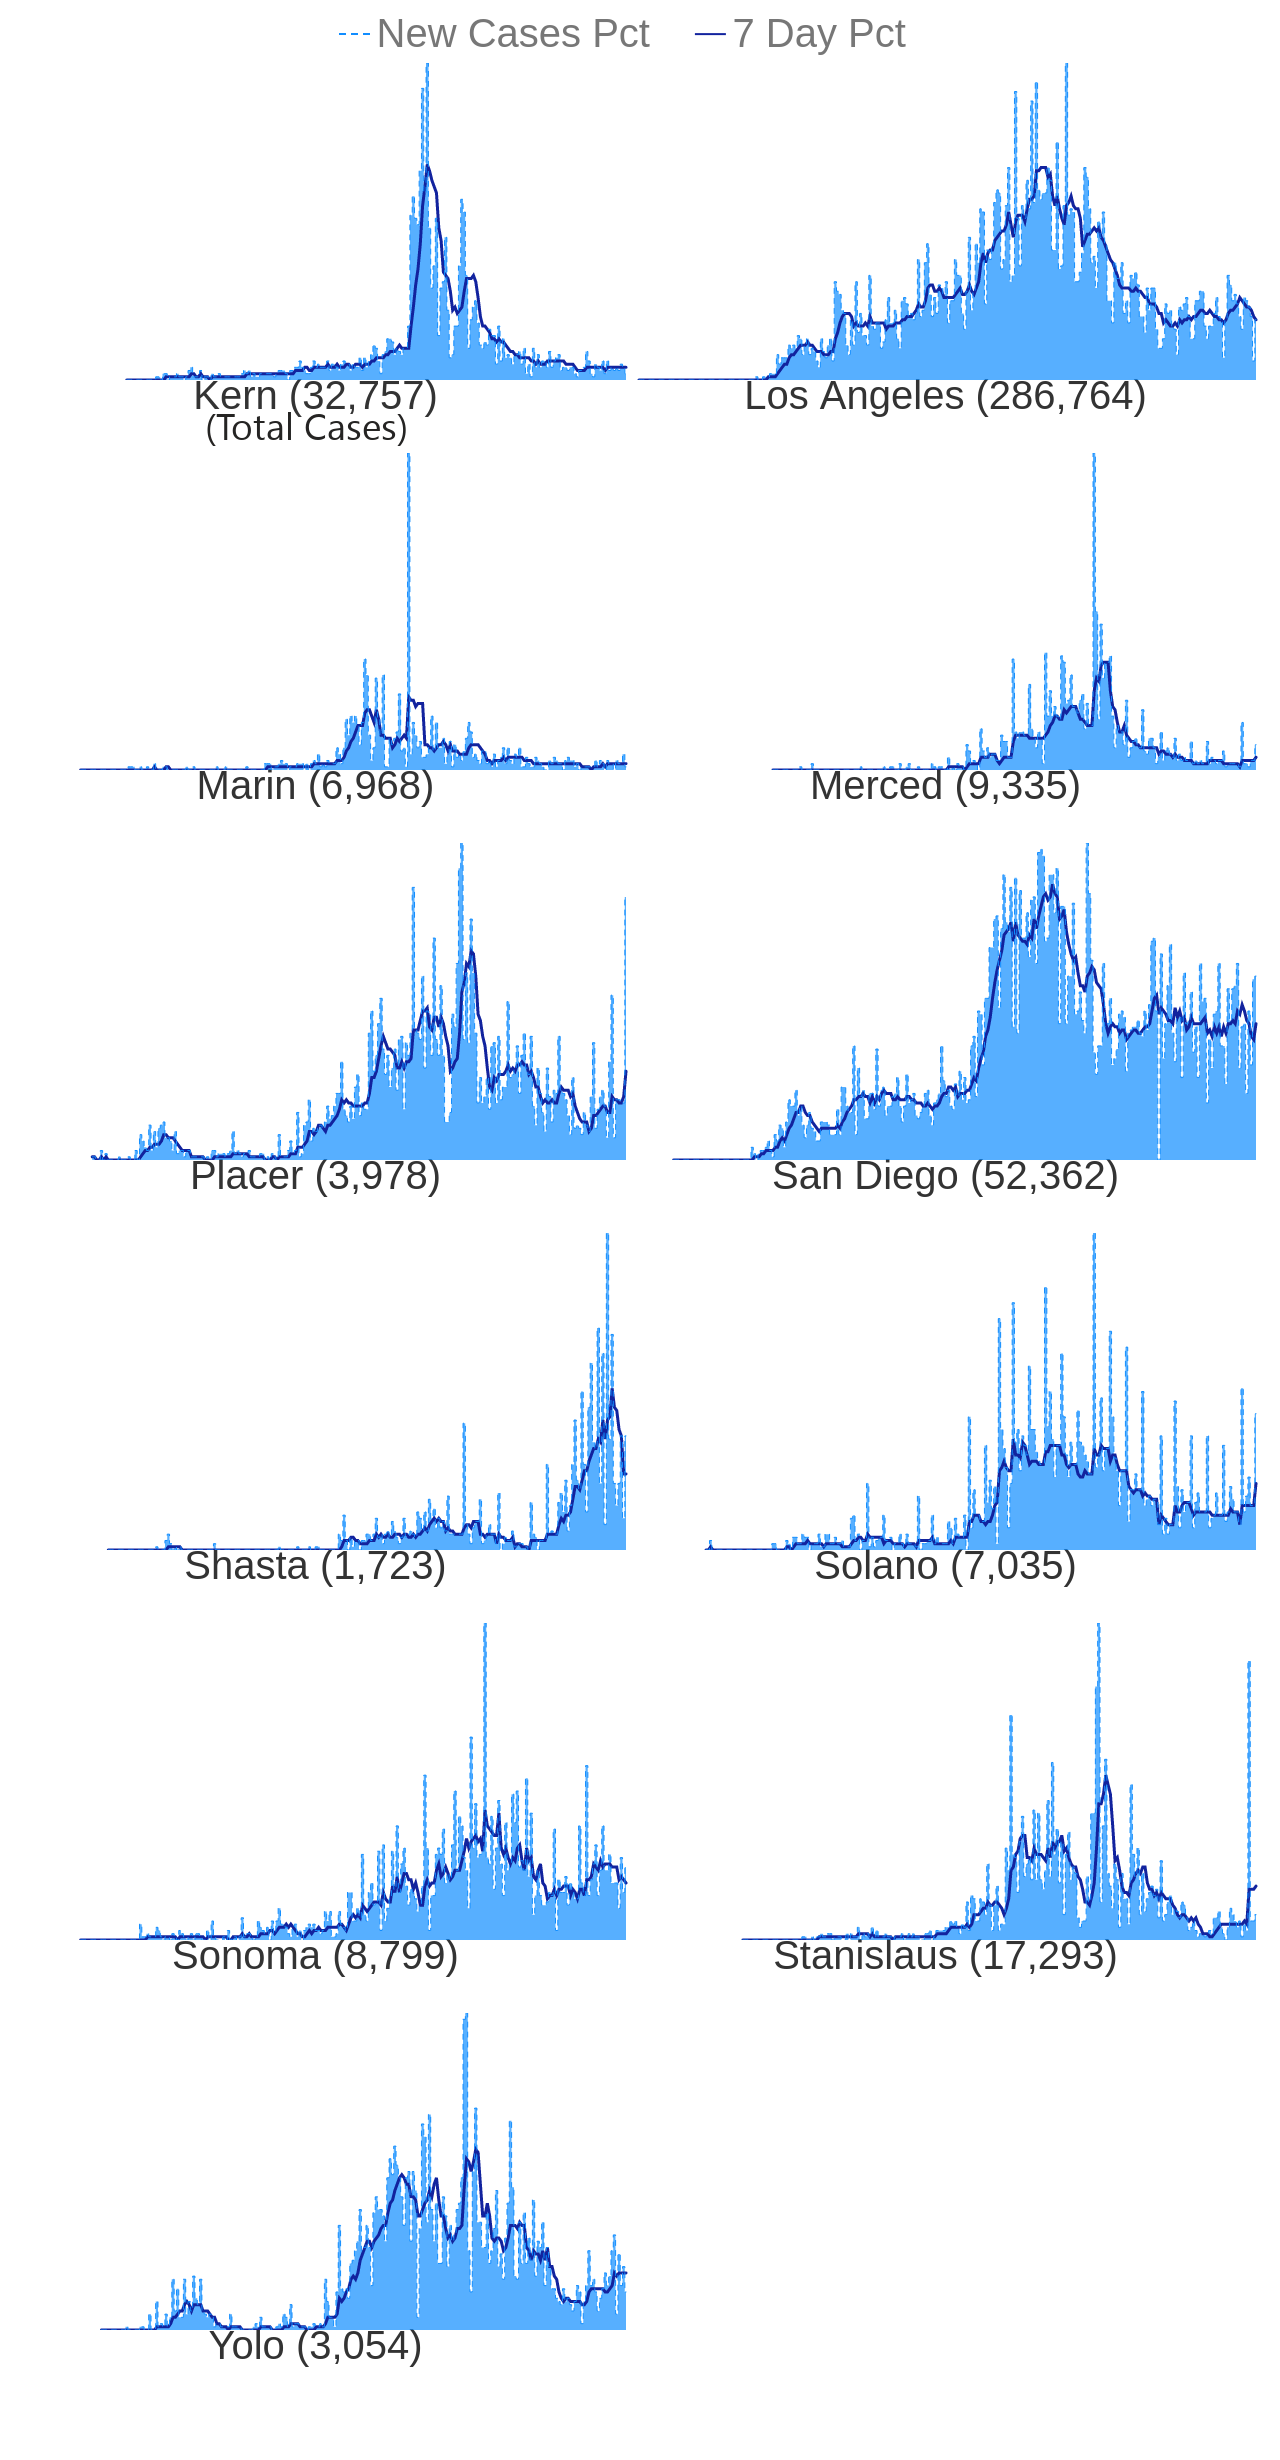 New Cases Pct 7 Day Pct
Kern (32,757) Los Angeles (286,764)
(Total Cases)
Marin (6,968) Merced (9,335)
Placer (3,978) San Diego (52,362)
Shasta (1,723) Solano (7,035)
Sonoma (8,799) Stanislaus (17,293)
Yolo (3,054)